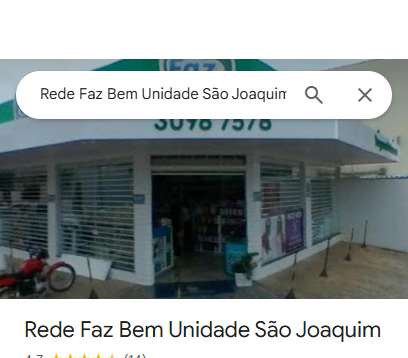 Rede Faz Bem Unidade São Joaquim
Faz
3098 7578
Rede Faz Bem Unidade São Joaquim
4,3 (14)